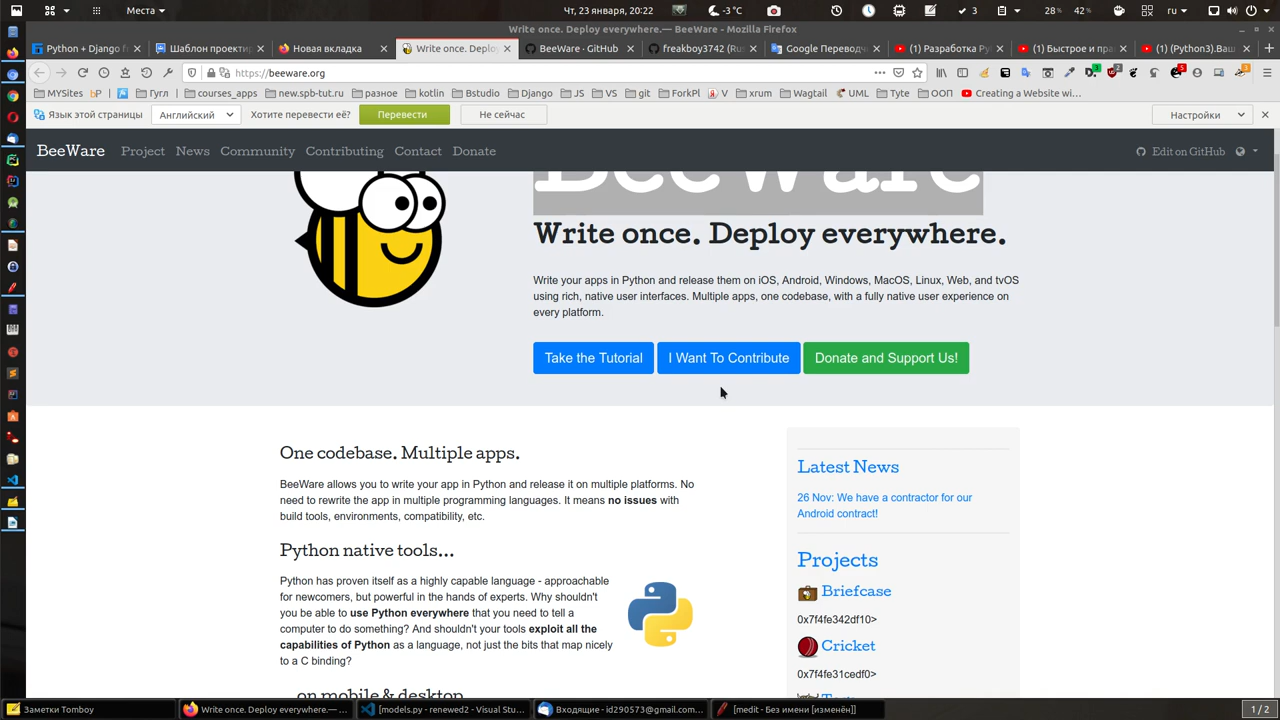 Места
Чт, 23 января, 20:22
-3 °C
3
28 %
42 %
ru
Write once. Deploy everywhere.— BeeWare - Mozilla Firefox
Python + Django f
Шаблон проекти
Новая вкладка
Write once. Deploy
BeeWare · GitHub
freakboy3742 (Rus
Google Переводч
(1) Разработка Ру
(1) Быстрое и пра
(1) (Python3).Ваш
https://beeware.org
MYSites
Гугл
courses_apps
new.spb-tut.ru
разное
kotlin
Bstudio
Django
JS
VS
git
ForkPl
V
xrum
Wagtail
UML
Tyte
ООП
Creating a Website wi...
Язык этой страницы
Английский
Хотите перевести её?
Перевести
Не сейчас
Настройки
BeeWare
Project
News
Community
Contributing
Contact
Donate
Edit on GitHub
BeeWare
Write once. Deploy everywhere.
Write your apps in Python and release them on iOS, Android, Windows, MacOS, Linux, Web, and tvOS
using rich, native user interfaces. Multiple apps, one codebase, with a fully native user experience on
every platform.
Take the Tutorial
I Want To Contribute
Donate and Support Us!
One codebase. Multiple apps.
BeeWare allows you to write your app in Python and release it on multiple platforms. No
need to rewrite the app in multiple programming languages. It means no issues with
build tools, environments, compatibility, etc.
Python native tools...
Python has proven itself as a highly capable language - approachable
for newcomers, but powerful in the hands of experts. Why shouldn't
you be able to use Python everywhere that you need to tell a
computer to do something? And shouldn't your tools exploit all the
capabilities of Python as a language, not just the bits that map nicely
to a C binding?
...on mobile & desktop
Latest News
26 Nov: We have a contractor for our
Android contract!
Projects
Briefcase
0x7f4fe342df10>
Cricket
0x7f4fe31cedf0>
Заметки Tomboy
Write once. Deploy everywhere.— ...
[models.py - renewed2 - Visual Stu...
Входящие - id290573@gmail.com...
[medit - Без имени [изменён]]
1 / 2